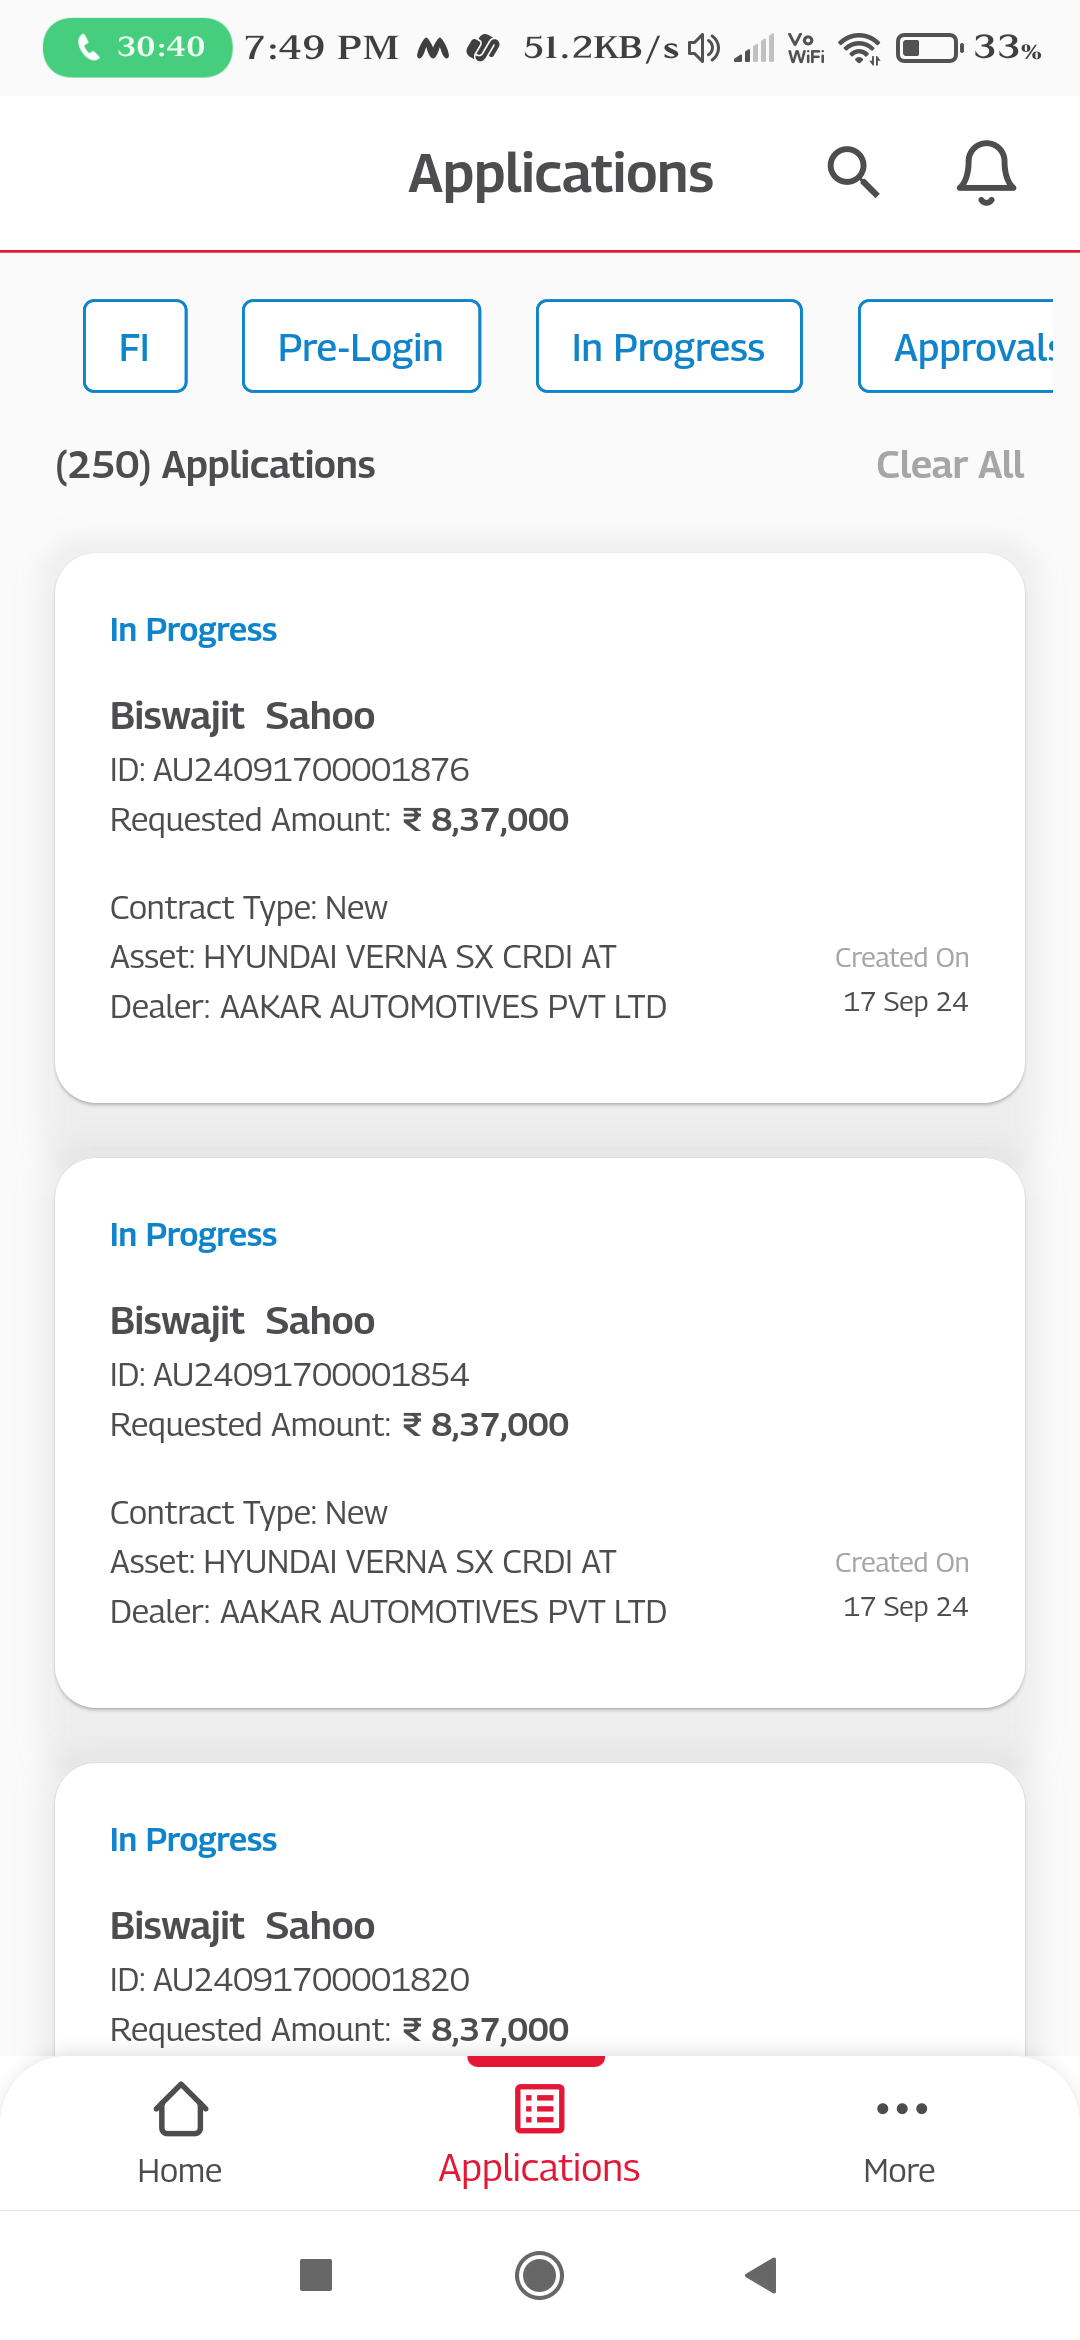 30:40 7:49 PM 51.2KB/s Vo WiFi 33%
Applications
FI Pre-Login In Progress Approvals
(250) Applications Clear All
In Progress
Biswajit Sahoo
ID: AU24091700001876
Requested Amount: ₹ 8,37,000
Contract Type: New
Asset: HYUNDAI VERNA SX CRDI AT
Created On
Dealer: AAKAR AUTOMOTIVES PVT LTD
17 Sep 24
In Progress
Biswajit Sahoo
ID: AU24091700001854
Requested Amount: ₹ 8,37,000
Contract Type: New
Asset: HYUNDAI VERNA SX CRDI AT
Created On
Dealer: AAKAR AUTOMOTIVES PVT LTD
17 Sep 24
In Progress
Biswajit Sahoo
ID: AU24091700001820
Requested Amount: ₹ 8,37,000
Home Applications More